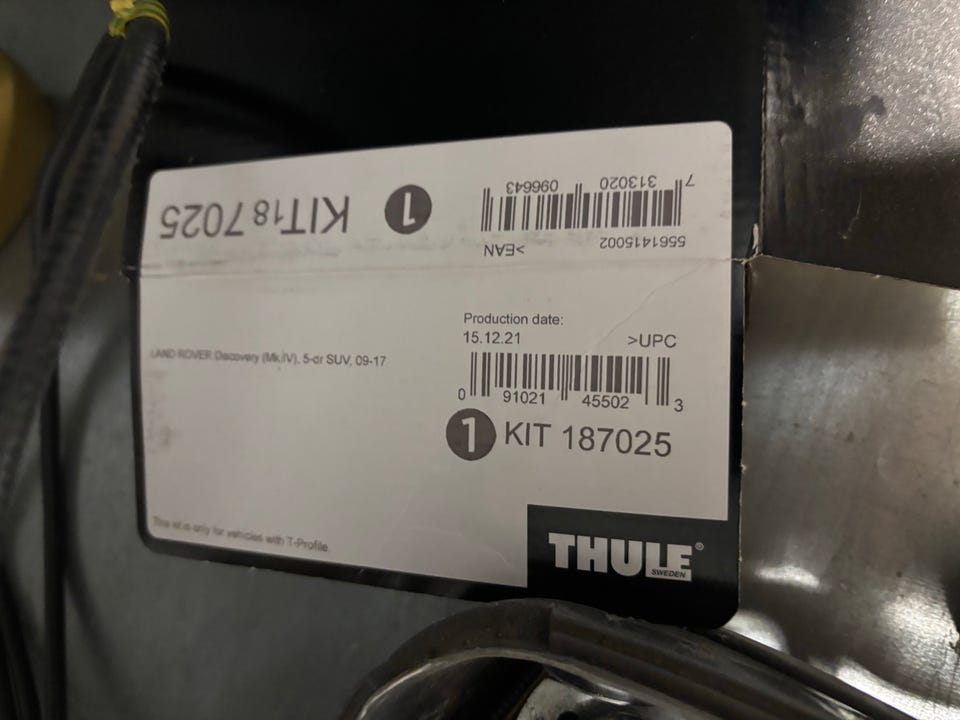 KIT 187025 1
7 313020 096643
5561415002 >EAN
LAND ROVER Discovery (Mk.IV), 5-dr SUV, 09-17
Production date:
15.12.21 >UPC
0 91021 45502 3
1 KIT 187025
This kit is only for vehicles with T-Profile.
THULE®
SWEDEN